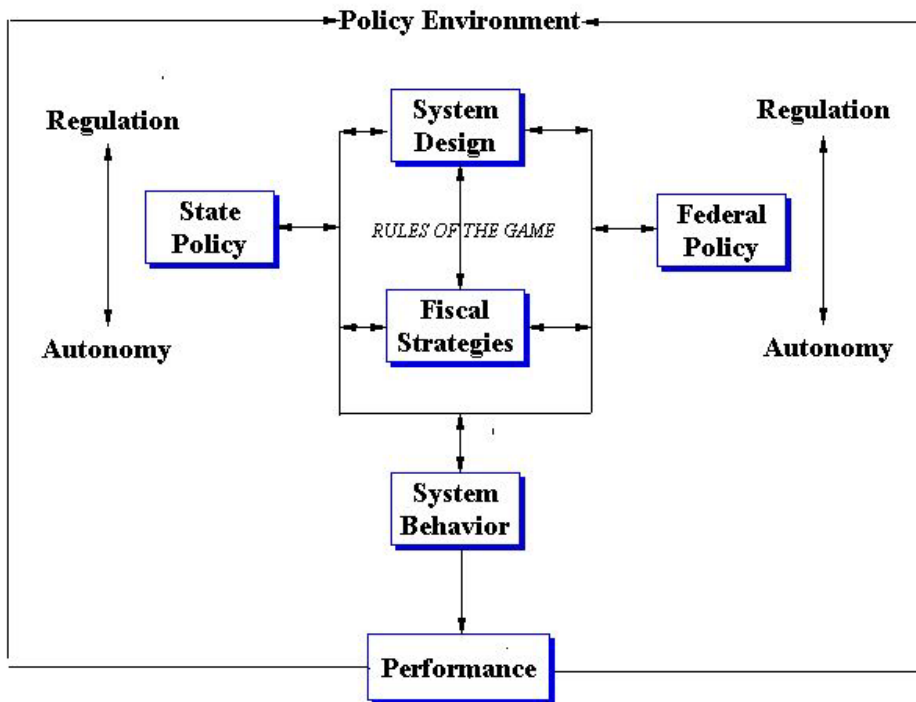 Policy Environment
Regulation
System
Design
Regulation
State
Policy
RULES OF THE GAME
Federal
Policy
Autonomy
Fiscal
Strategies
Autonomy
System
Behavior
Performance